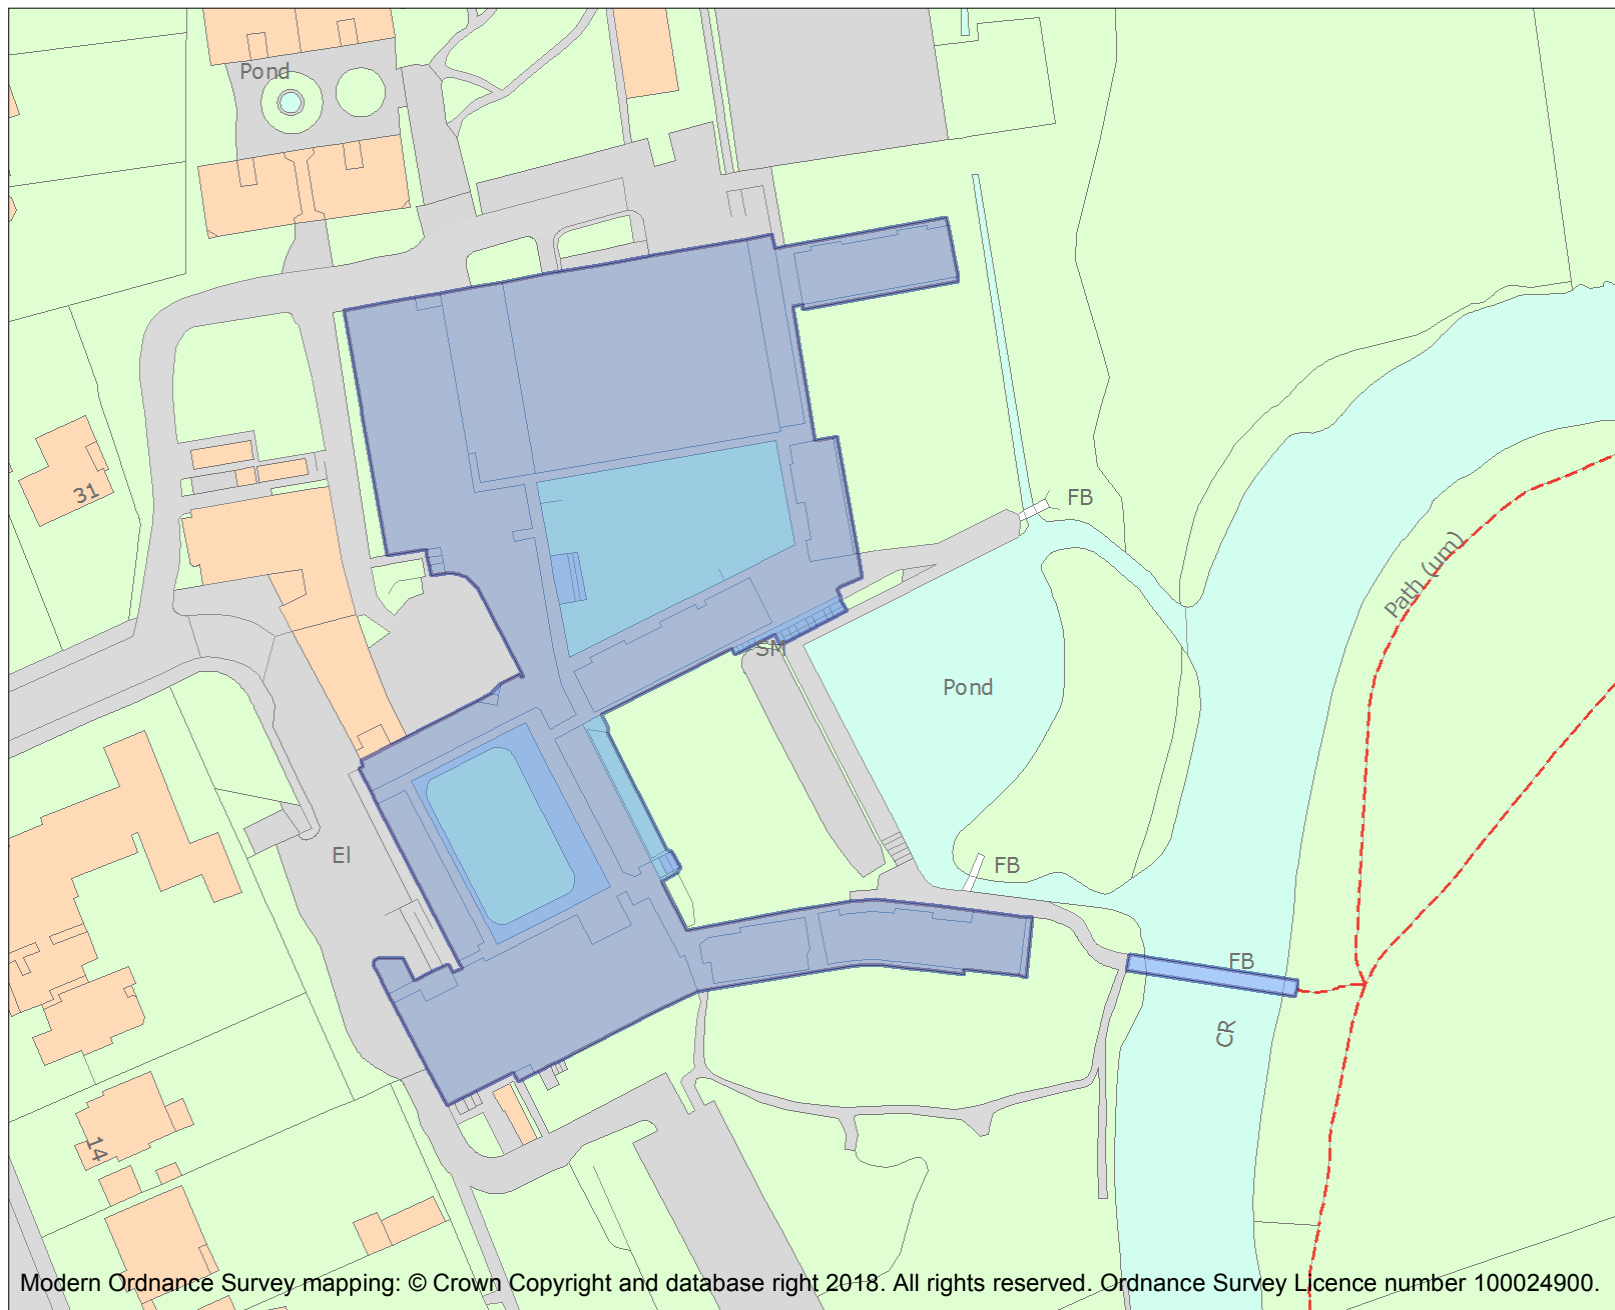 Pond
31
FB
Path (um)
SM
Pond
El
FB
FB
CR
14
Modern Ordnance Survey mapping: © Crown Copyright and database right 2018. All rights reserved. Ordnance Survey Licence number 100024900.